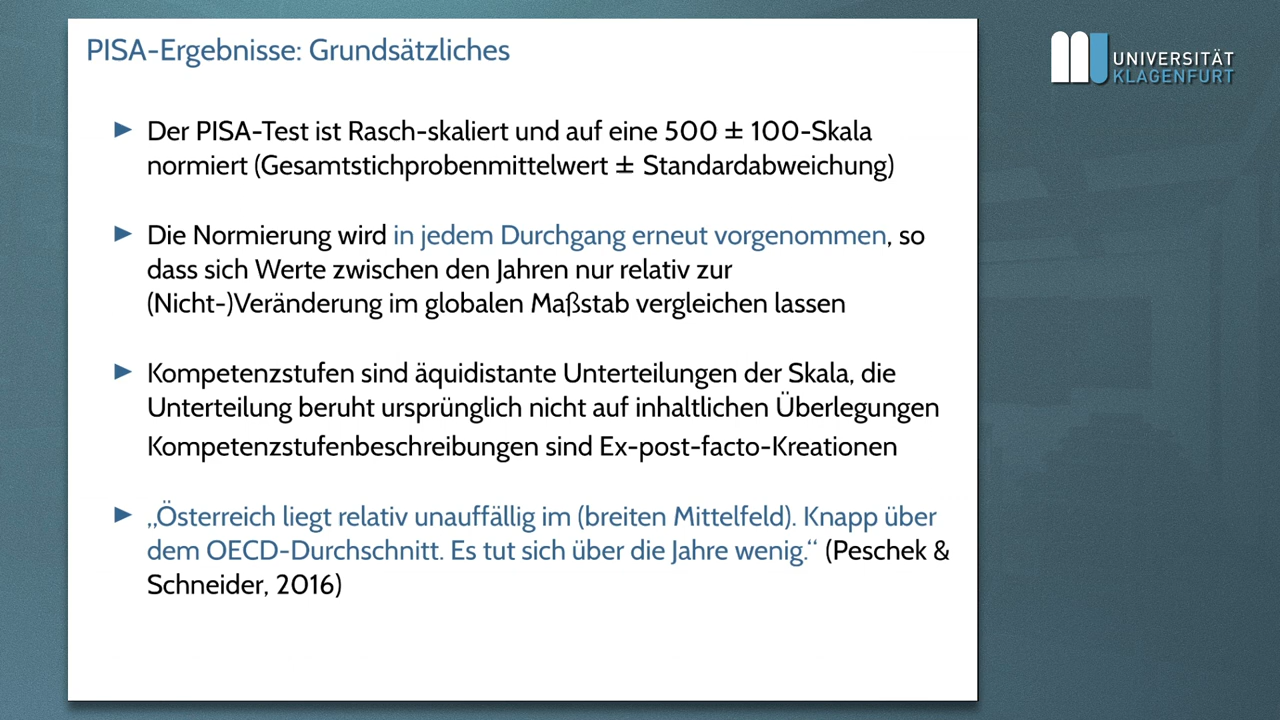 PISA-Ergebnisse: Grundsätzliches
UNIVERSITÄT
KLAGENFURT
► Der PISA-Test ist Rasch-skaliert und auf eine 500 ± 100-Skala
normiert (Gesamtstichprobenmittelwert ± Standardabweichung)
► Die Normierung wird in jedem Durchgang erneut vorgenommen, so
dass sich Werte zwischen den Jahren nur relativ zur
(Nicht-)Veränderung im globalen Maßstab vergleichen lassen
► Kompetenzstufen sind äquidistante Unterteilungen der Skala, die
Unterteilung beruht ursprünglich nicht auf inhaltlichen Überlegungen
Kompetenzstufenbeschreibungen sind Ex-post-facto-Kreationen
► „Österreich liegt relativ unauffällig im (breiten Mittelfeld). Knapp über
dem OECD-Durchschnitt. Es tut sich über die Jahre wenig.“ (Peschek &
Schneider, 2016)